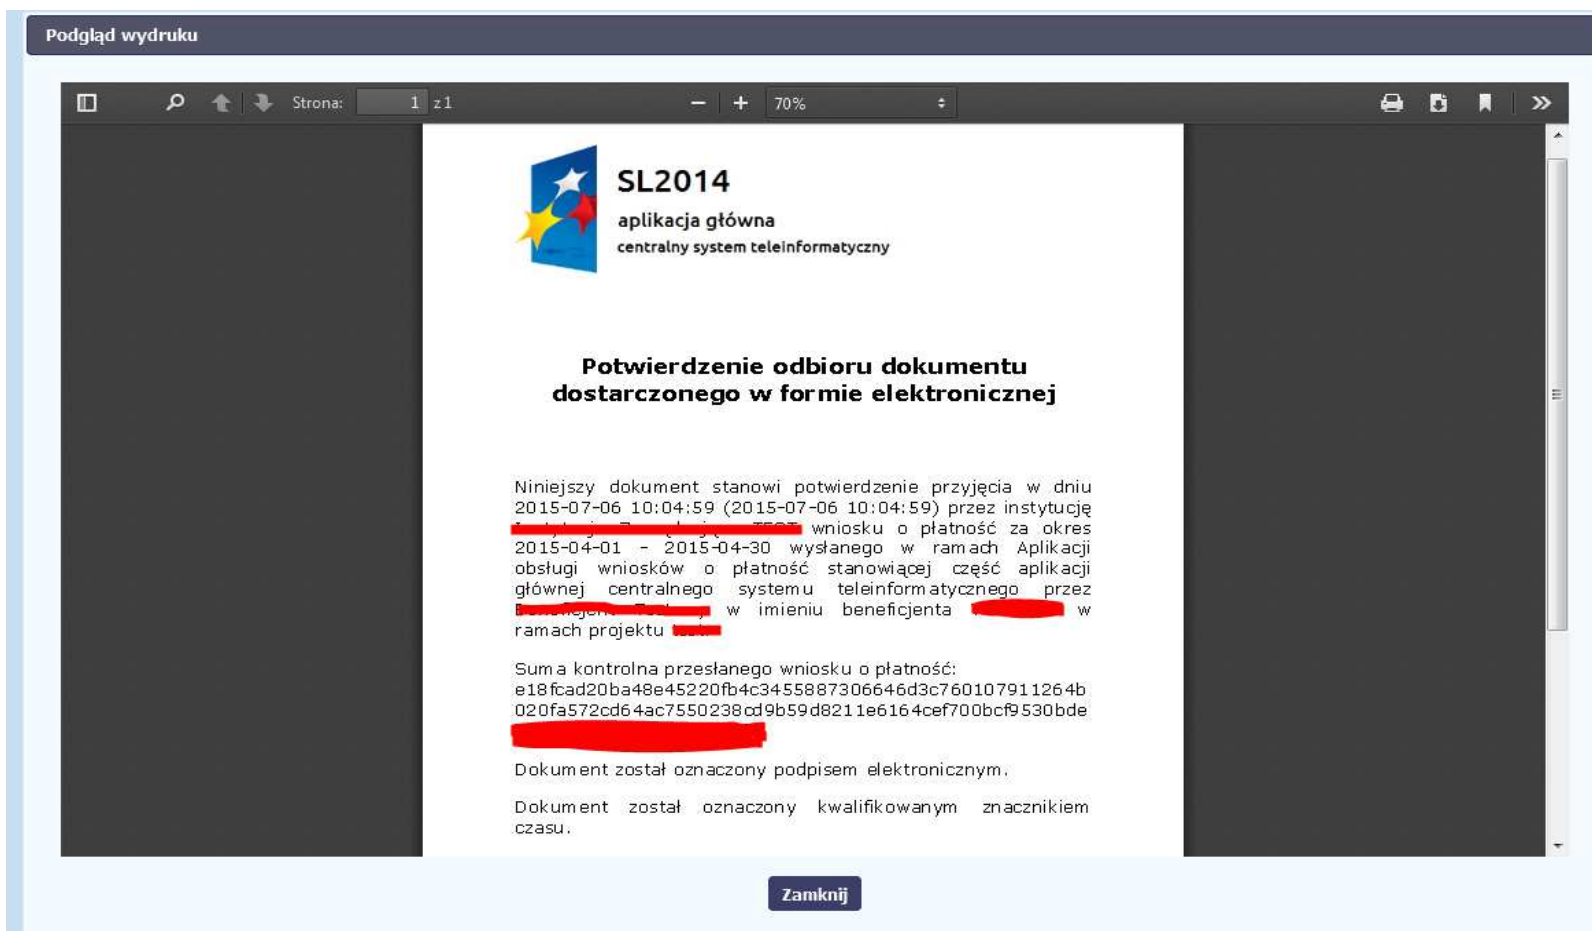 Podgląd wydruku
Strona: 1 z 1 70%
SL2014
aplikacja główna
centralny system teleinformatyczny
Potwierdzenie odbioru dokumentu
dostarczonego w formie elektronicznej
Niniejszy dokument stanowi potwierdzenie przyjęcia w dniu
2015-07-06 10:04:59 (2015-07-06 10:04:59) przez instytucję
wniosku o płatność za okres
2015-04-01 - 2015-04-30 wysłanego w ramach Aplikacji
obsługi wniosków o płatność stanowiącej część aplikacji
głównej centralnego systemu teleinformatycznego przez
w imieniu beneficjenta w
ramach projektu
Suma kontrolna przesłanego wniosku o płatność:
e18fcad20ba48e45220fb4c3455887306646d3c760107911264b
020fa572cd64ac7550238cd9b59d8211e6164cef700bcf9530bde
Dokument został oznaczony podpisem elektronicznym.
Dokument został oznaczony kwalifikowanym znacznikiem
czasu.
Zamknij